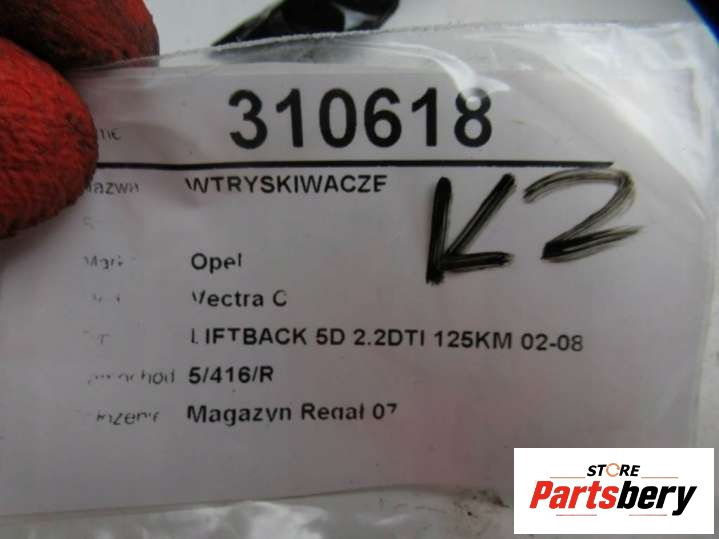 310618
WTRYSKIWACZE
K2
Opel
Vectra C
LIFTBACK 5D 2.2DTI 125KM 02-08
5/416/R
Magazyn Regał 07
STORE
Partsbery